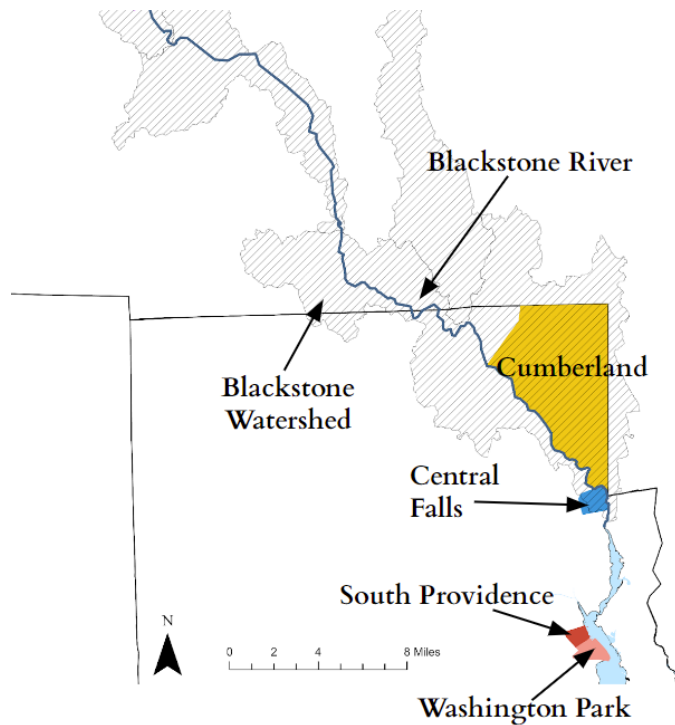 Blackstone River
Cumberland
Blackstone
Watershed
Central
Falls
South Providence
N
0 2 4 8 Miles
Washington Park